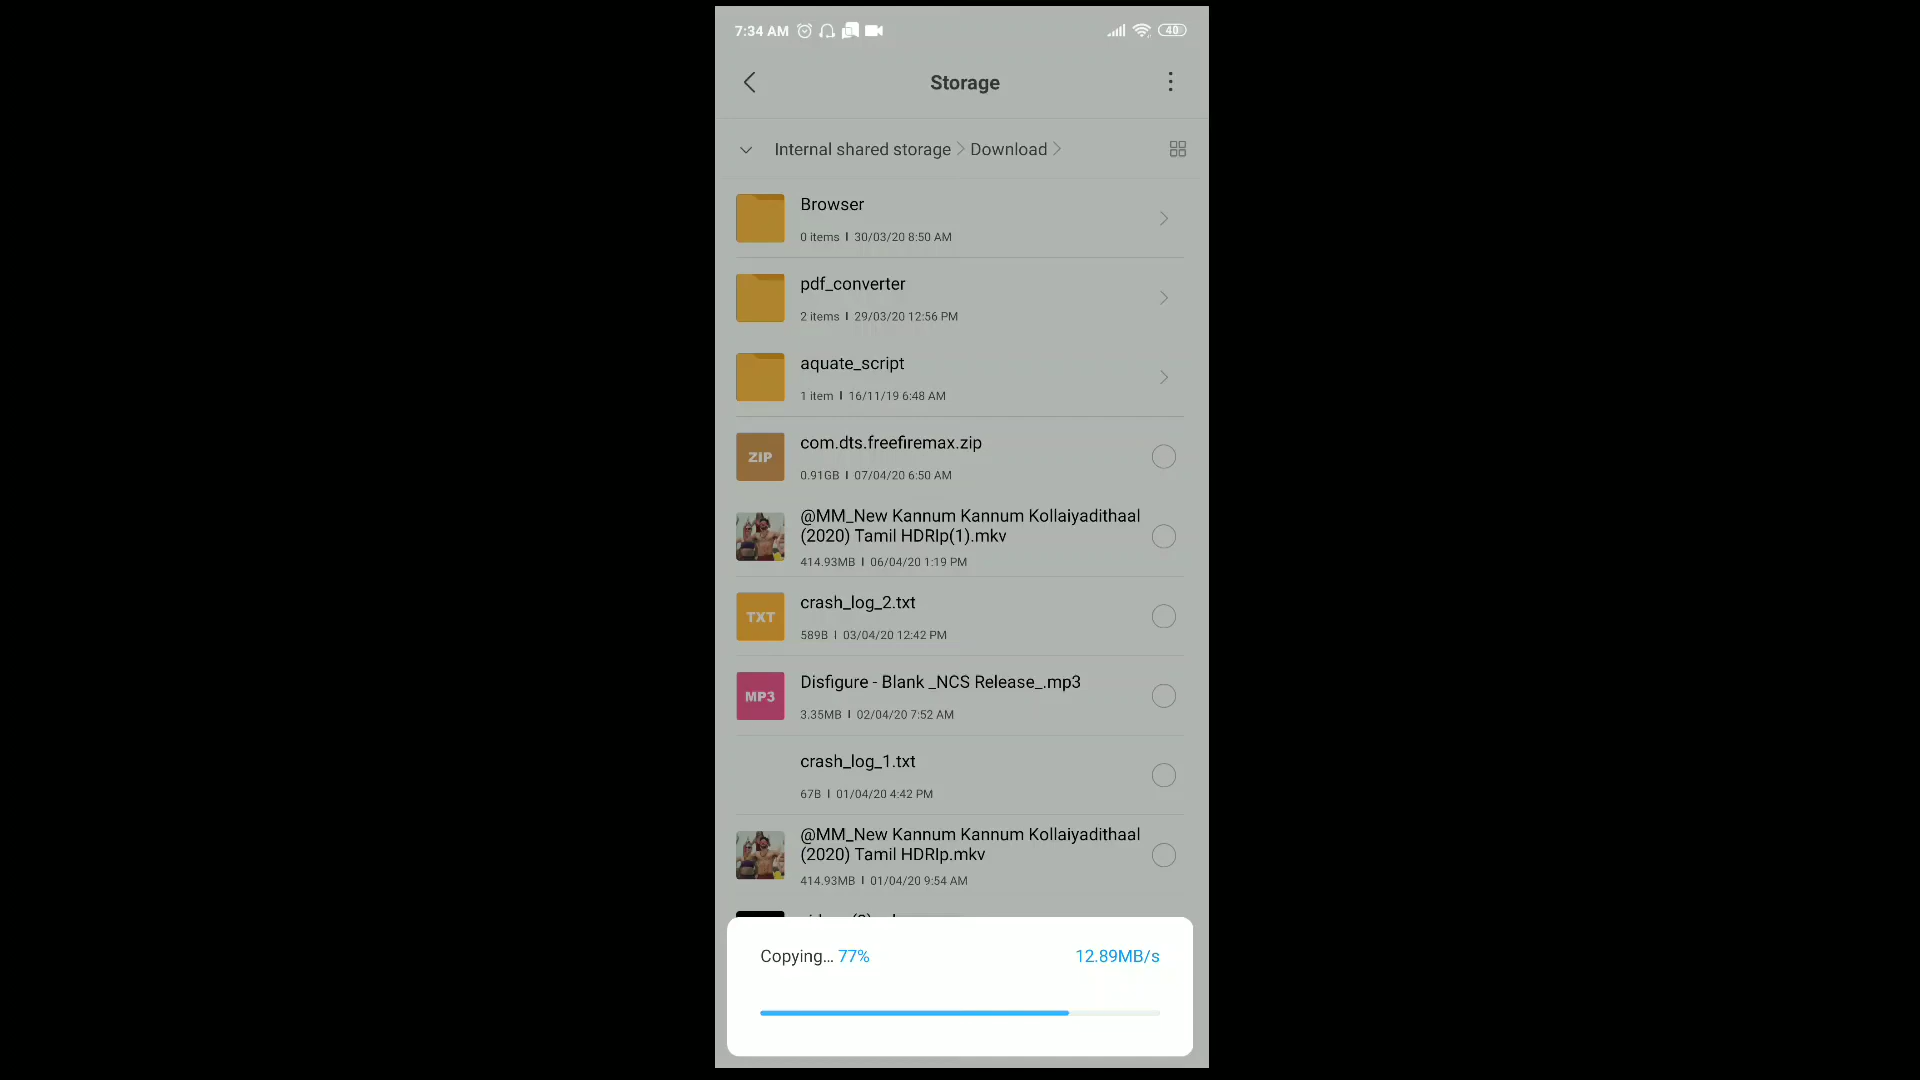 7:34 AM
40
Storage
Internal shared storage > Download >
Browser
0 items | 30/03/20 8:50 AM
pdf_converter
2 items | 29/03/20 12:56 PM
aquate_script
1 item | 16/11/19 6:48 AM
ZIP
com.dts.freefiremax.zip
0.91GB | 07/04/20 6:50 AM
@MM_New Kannum Kannum Kollaiyadithaal
(2020) Tamil HDRIp(1).mkv
414.93MB | 06/04/20 1:19 PM
TXT
crash_log_2.txt
589B | 03/04/20 12:42 PM
MP3
Disfigure - Blank _NCS Release_.mp3
3.35MB | 02/04/20 7:52 AM
crash_log_1.txt
67B | 01/04/20 4:42 PM
@MM_New Kannum Kannum Kollaiyadithaal
(2020) Tamil HDRIp.mkv
414.93MB | 01/04/20 9:54 AM
Copying... 77%
12.89MB/s